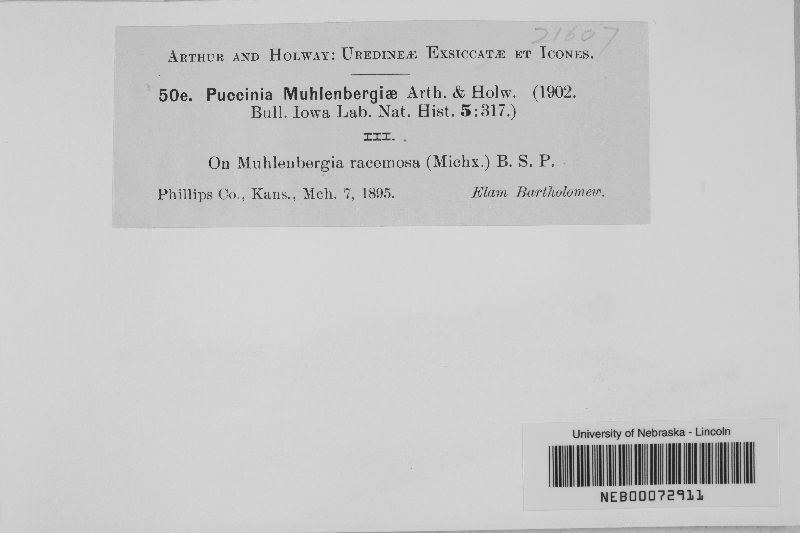 21607
ARTHUR AND HOLWAY: UREDINEÆ EXSICCATÆ ET ICONES.
50e. Puccinia Muhlenbergiæ Arth. & Holw. (1902.
Bull. Iowa Lab. Nat. Hist. 5:317.)
III.
On Muhlenbergia racemosa (Michx.) B. S. P.
Phillips Co., Kans., Mch. 7, 1895. Elam Bartholomew.
University of Nebraska - Lincoln
NEB00072911